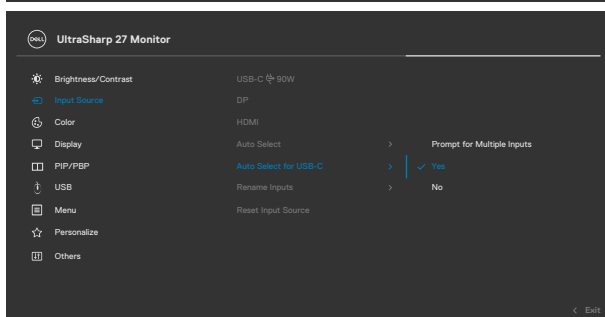 DELL UltraSharp 27 Monitor
Brightness/Contrast
Input Source
Color
Display
PIP/PBP
USB
Menu
Personalize
Others
USB-C 90W
DP
HDMI
Auto Select >
Auto Select for USB-C >
Rename Inputs >
Reset Input Source
Prompt for Multiple Inputs
✓ Yes
No
< Exit